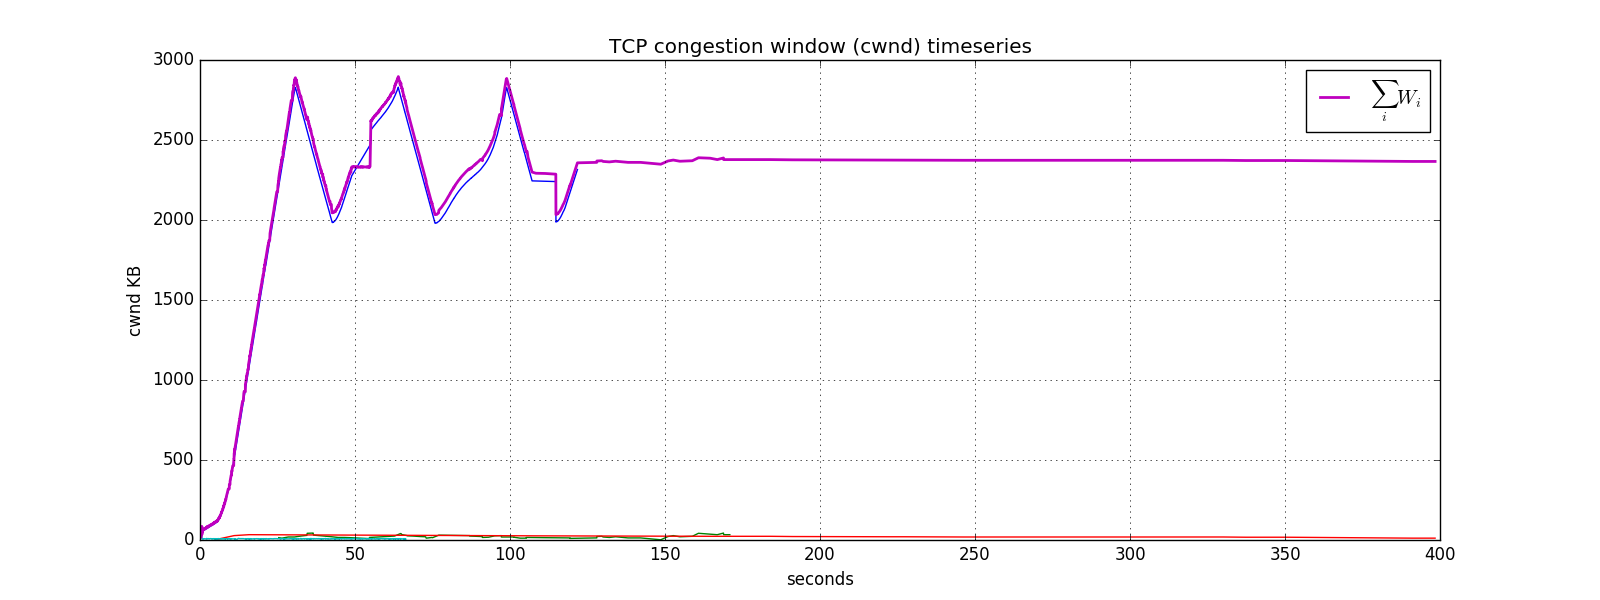 TCP congestion window (cwnd) timeseries
3000
2500
2000
1500
1000
500
0
cwnd KB
∑
i
W_i
0 50 100 150 200 250 300 350 400
seconds